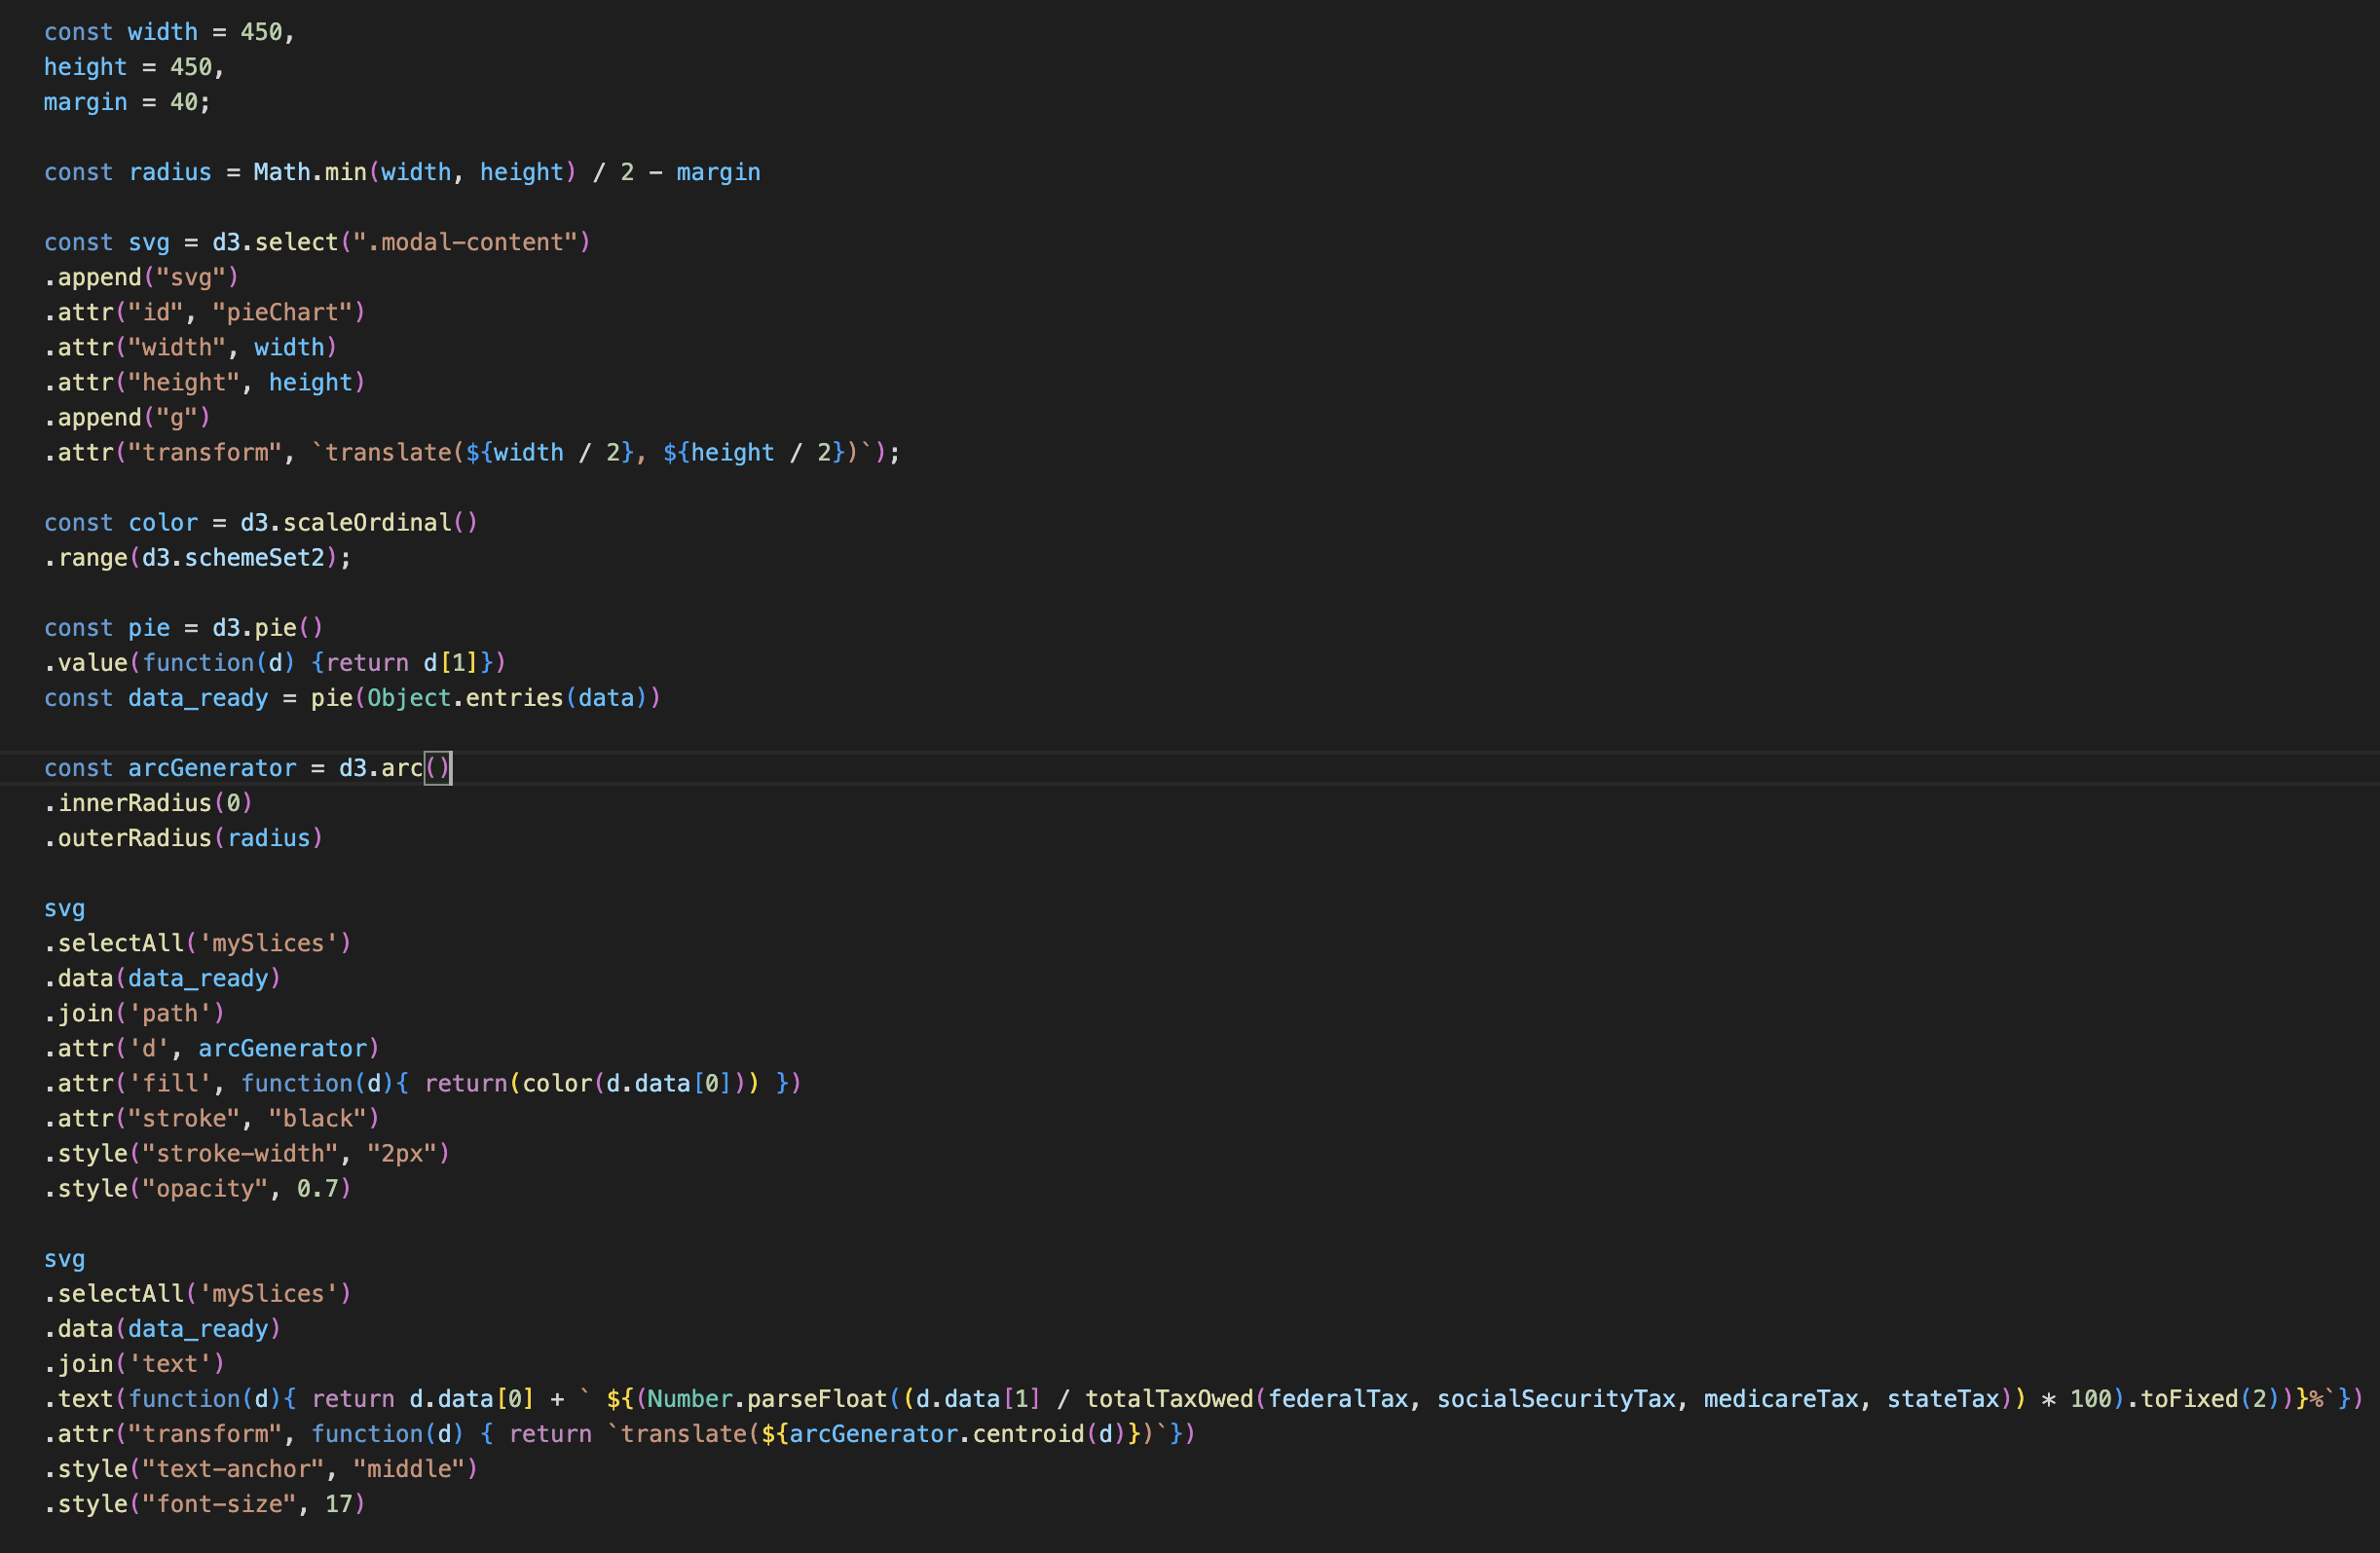 const width = 450,
height = 450,
margin = 40;
const radius = Math.min(width, height) / 2 - margin
const svg = d3.select(".modal-content")
.append("svg")
.attr("id", "pieChart")
.attr("width", width)
.attr("height", height)
.append("g")
.attr("transform", `translate(${width / 2}, ${height / 2})`);
const color = d3.scaleOrdinal()
.range(d3.schemeSet2);
const pie = d3.pie()
.value(function(d) {return d[1]})
const data_ready = pie(Object.entries(data))
const arcGenerator = d3.arc()
.innerRadius(0)
.outerRadius(radius)
svg
.selectAll('mySlices')
.data(data_ready)
.join('path')
.attr('d', arcGenerator)
.attr('fill', function(d){ return(color(d.data[0])) })
.attr("stroke", "black")
.style("stroke-width", "2px")
.style("opacity", 0.7)
svg
.selectAll('mySlices')
.data(data_ready)
.join('text')
.text(function(d){ return d.data[0] + ` ${(Number.parseFloat((d.data[1] / totalTaxOwed(federalTax, socialSecurityTax, medicareTax, stateTax)) * 100).toFixed(2))}%`})
.attr("transform", function(d) { return `translate(${arcGenerator.centroid(d)})`})
.style("text-anchor", "middle")
.style("font-size", 17)